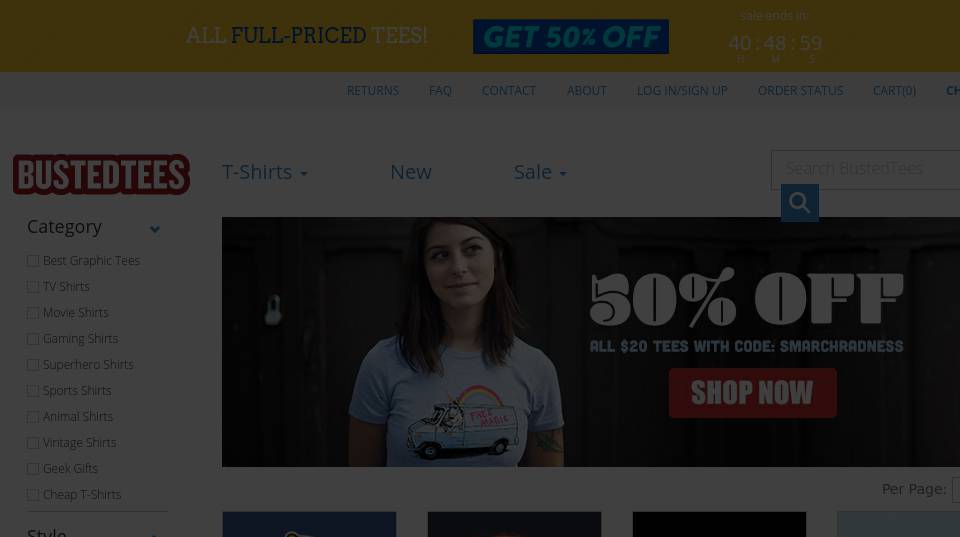 ALL FULL-PRICED TEES!
GET 50% OFF
sale ends in:
40 : 48 : 59
H M S
RETURNS FAQ CONTACT ABOUT LOG IN/SIGN UP ORDER STATUS CART(0) CH
BUSTEDTEES
T-Shirts New Sale
Search BustedTees
Category
Best Graphic Tees
TV Shirts
Movie Shirts
Gaming Shirts
Superhero Shirts
Sports Shirts
Animal Shirts
Vintage Shirts
Geek Gifts
Cheap T-Shirts
Style
50% OFF
ALL $20 TEES WITH CODE: SMARCHRADNESS
SHOP NOW
FREE
MAGIC
Per Page: